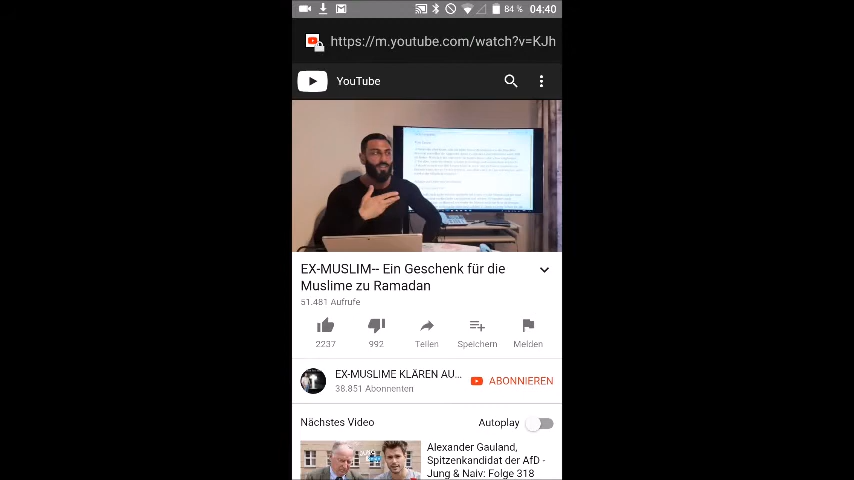 84 % 04:40
https://m.youtube.com/watch?v=KJh
YouTube
EX-MUSLIM-- Ein Geschenk für die
Muslime zu Ramadan
51.481 Aufrufe
2237 992 Teilen Speichern Melden
EX-MUSLIME KLÄREN AU... ABONNIEREN
38.851 Abonnenten
Nächstes Video Autoplay
Alexander Gauland,
Spitzenkandidat der AfD -
Jung & Naiv: Folge 318